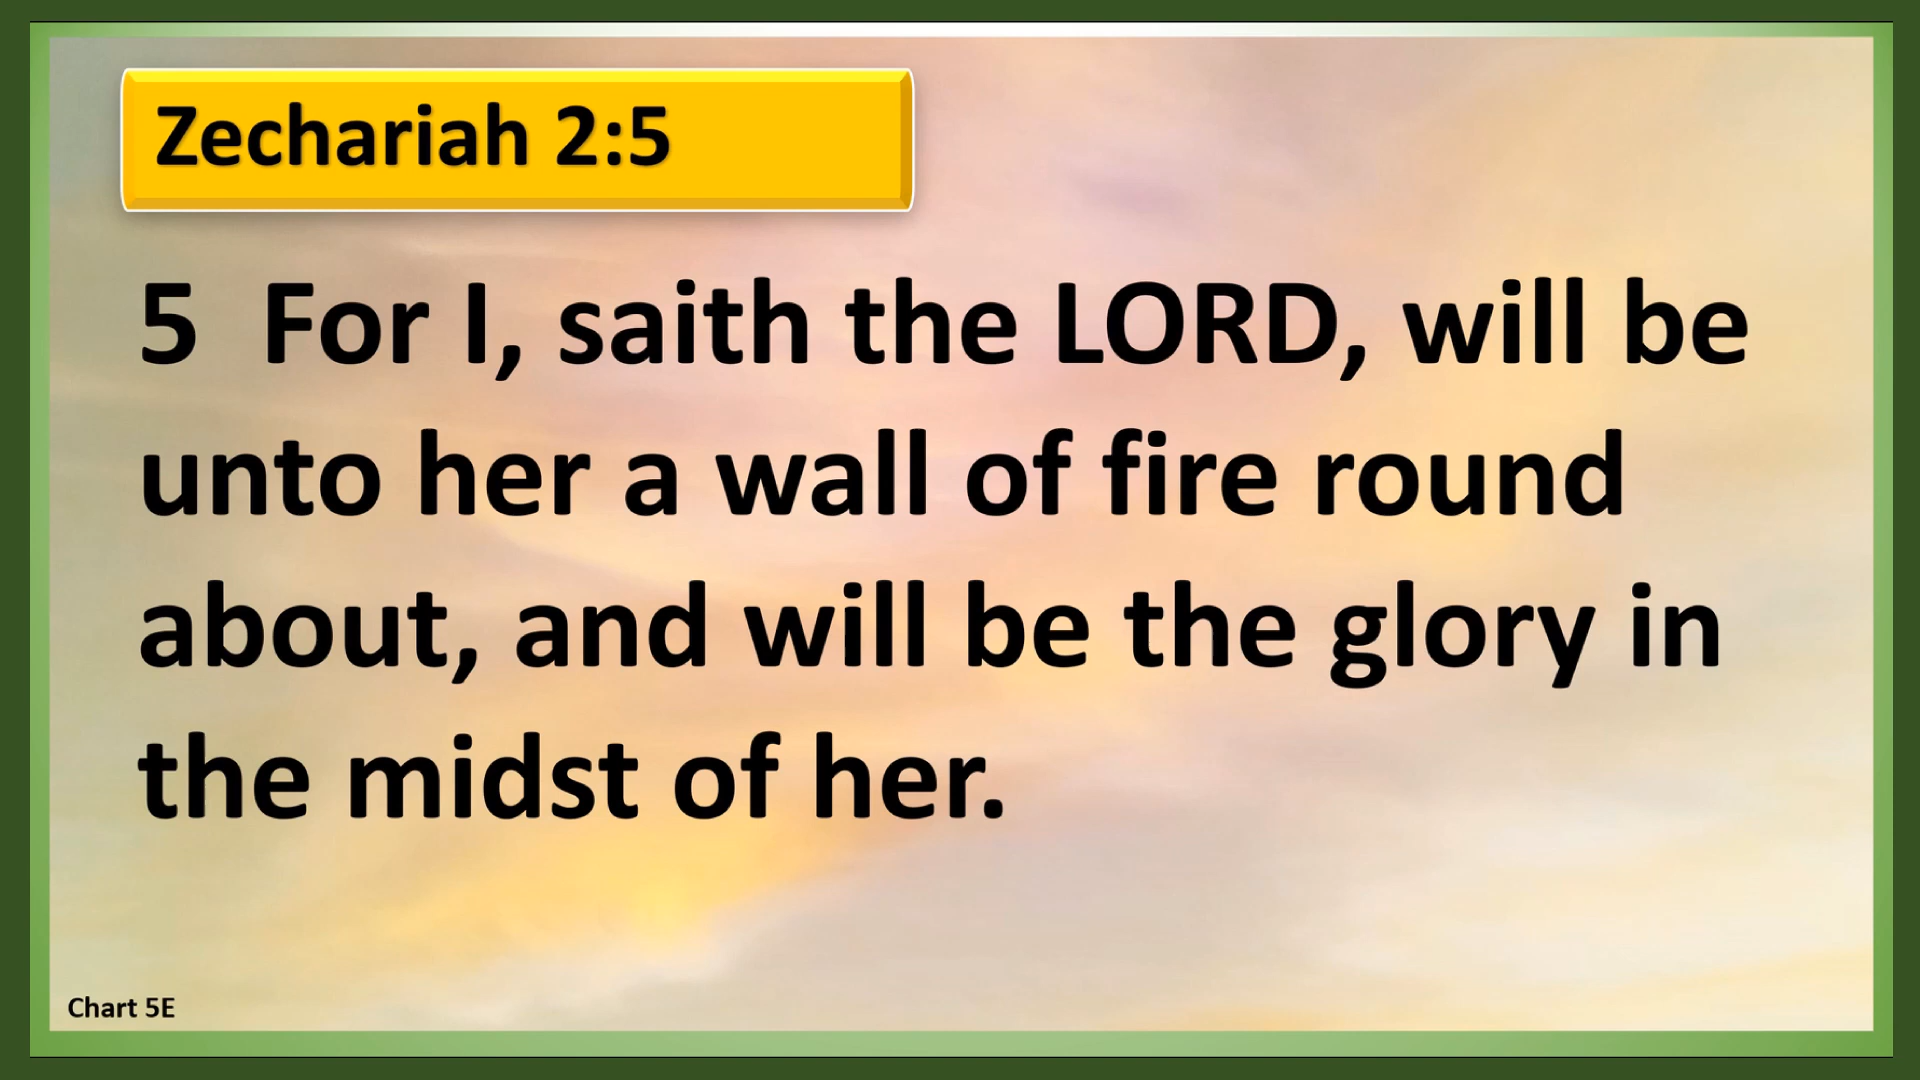 Zechariah 2:5
5  For I, saith the LORD, will be
unto her a wall of fire round
about, and will be the glory in
the midst of her.
Chart 5E